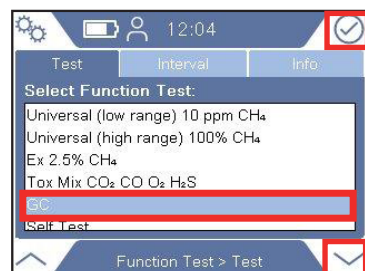 12:04
Test Interval Info
Select Function Test:
Universal (low range) 10 ppm CH₄
Universal (high range) 100% CH₄
Ex 2.5% CH₄
Tox Mix CO₂ CO O₂ H₂S
GC
Self Test
Function Test > Test